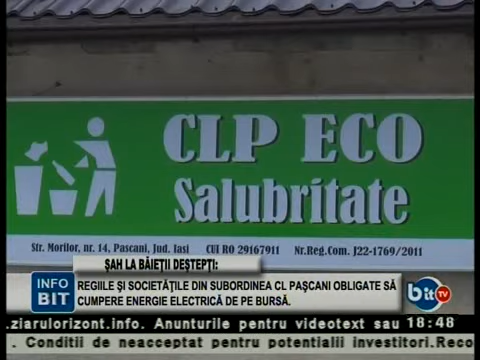 CLP ECO
Salubritate
Str. Morilor, nr. 14, Pascani, Jud. Iasi CUI RO 29167911 Nr.Reg.Com. J22-1769/2011
ŞAH LA BĂIEŢII DEŞTEPŢI:
INFO BIT
REGIILE ŞI SOCIETĂŢILE DIN SUBORDINEA CL PAŞCANI OBLIGATE SĂ
CUMPERE ENERGIE ELECTRICĂ DE PE BURSĂ.
bit TV
.ziarulorizont.info. Anunturile pentru videotext sau 18:48
. Conditii de neacceptat pentru potentialii investitori.Reco